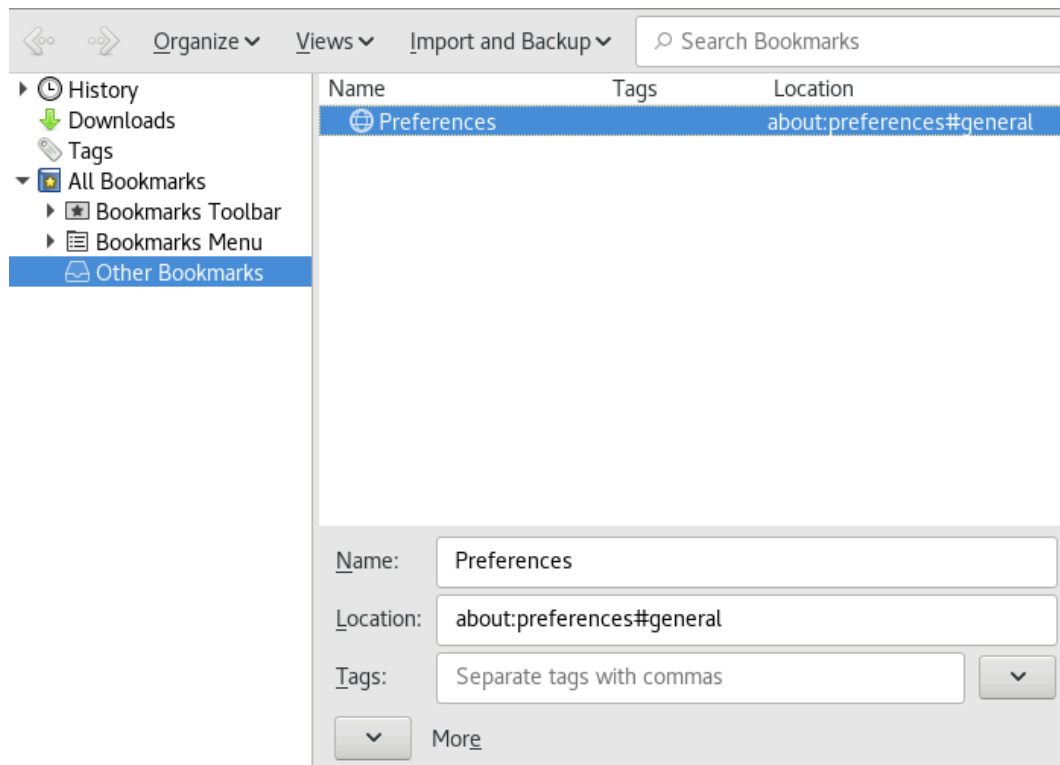 Organize Views Import and Backup Search Bookmarks
History
Downloads
Tags
All Bookmarks
Bookmarks Toolbar
Bookmarks Menu
Other Bookmarks
Name Tags Location
Preferences about:preferences#general
Name: Preferences
Location: about:preferences#general
Tags: Separate tags with commas
More